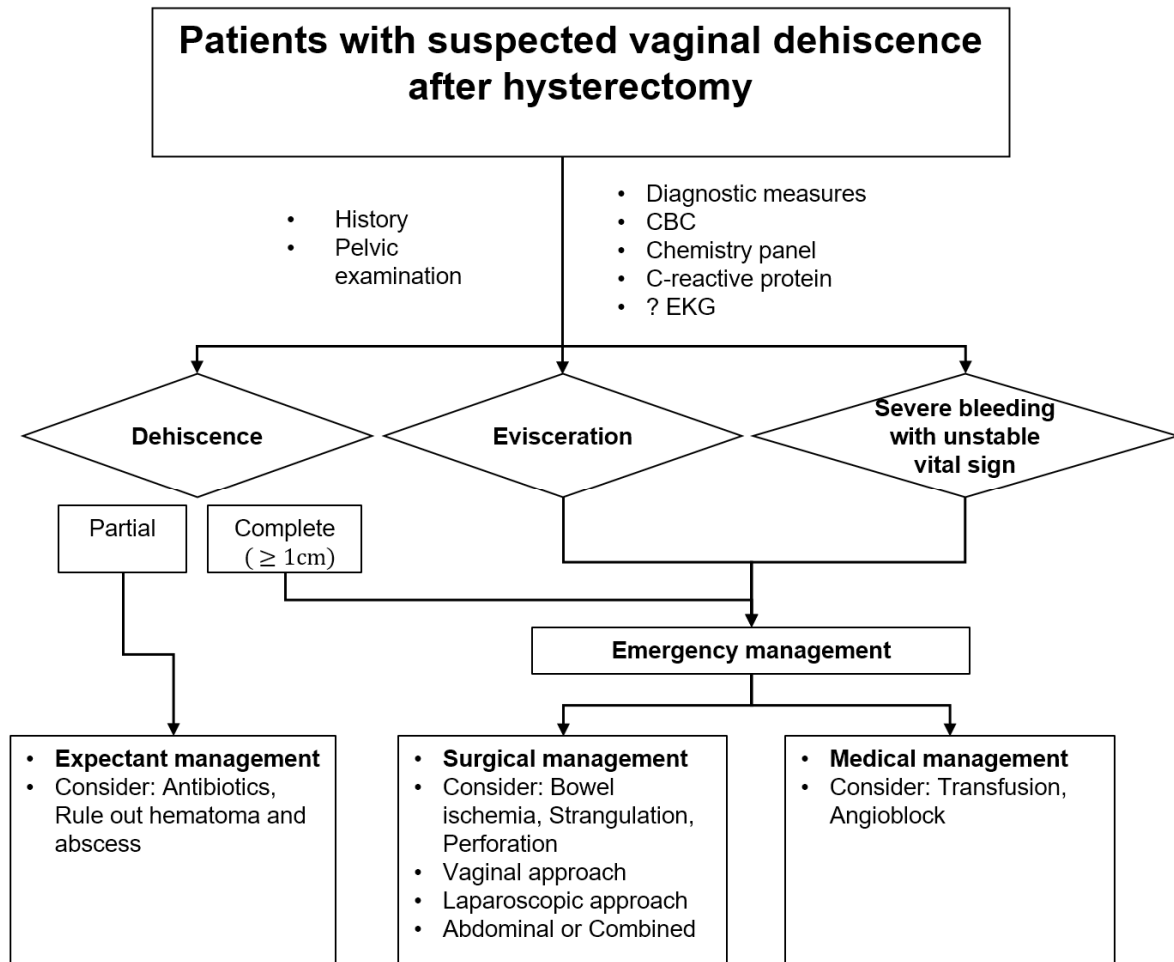 Patients with suspected vaginal dehiscence
after hysterectomy
• History
• Pelvic
examination
• Diagnostic measures
• CBC
• Chemistry panel
• C-reactive protein
• ? EKG
Dehiscence
Evisceration
Severe bleeding
with unstable
vital sign
Partial
Complete
( ≥ 1cm)
Emergency management
• Expectant management
• Consider: Antibiotics,
Rule out hematoma and
abscess
• Surgical management
• Consider: Bowel
ischemia, Strangulation,
Perforation
• Vaginal approach
• Laparoscopic approach
• Abdominal or Combined
• Medical management
• Consider: Transfusion,
Angioblock